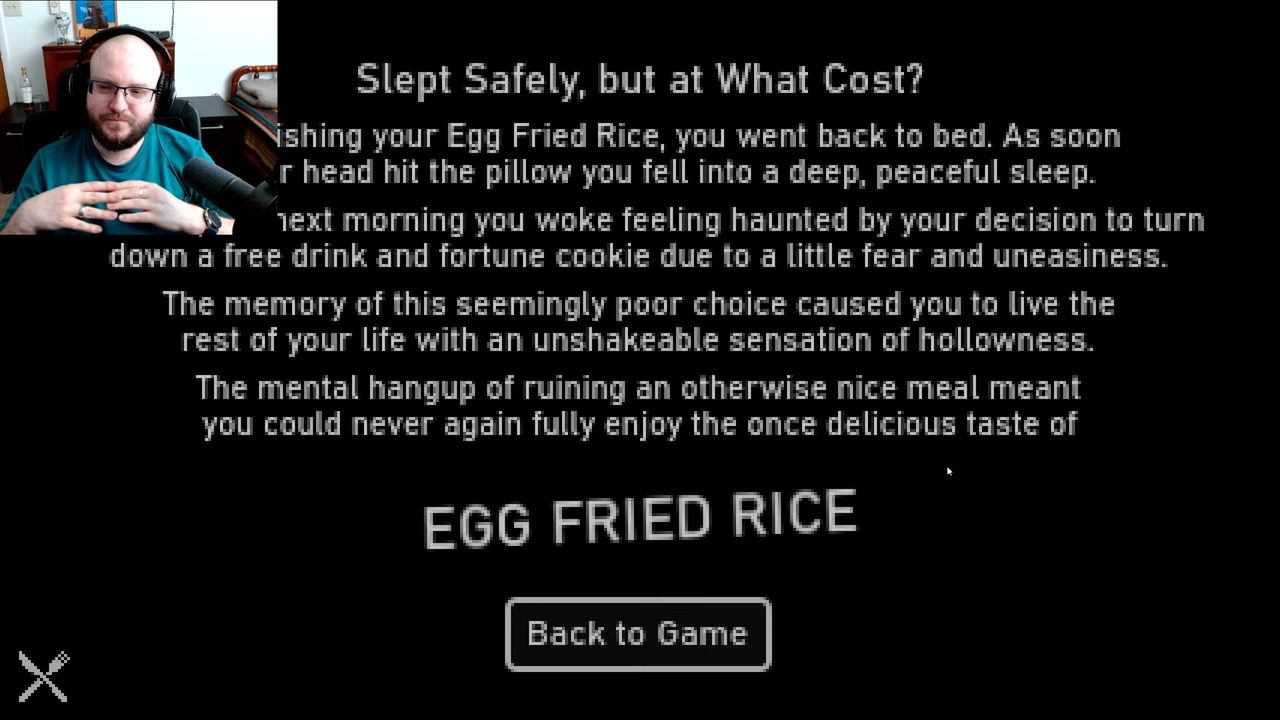 Slept Safely, but at What Cost?
ishing your Egg Fried Rice, you went back to bed. As soon
r head hit the pillow you fell into a deep, peaceful sleep.
next morning you woke feeling haunted by your decision to turn
down a free drink and fortune cookie due to a little fear and uneasiness.
The memory of this seemingly poor choice caused you to live the
rest of your life with an unshakeable sensation of hollowness.
The mental hangup of ruining an otherwise nice meal meant
you could never again fully enjoy the once delicious taste of
EGG FRIED RICE
Back to Game